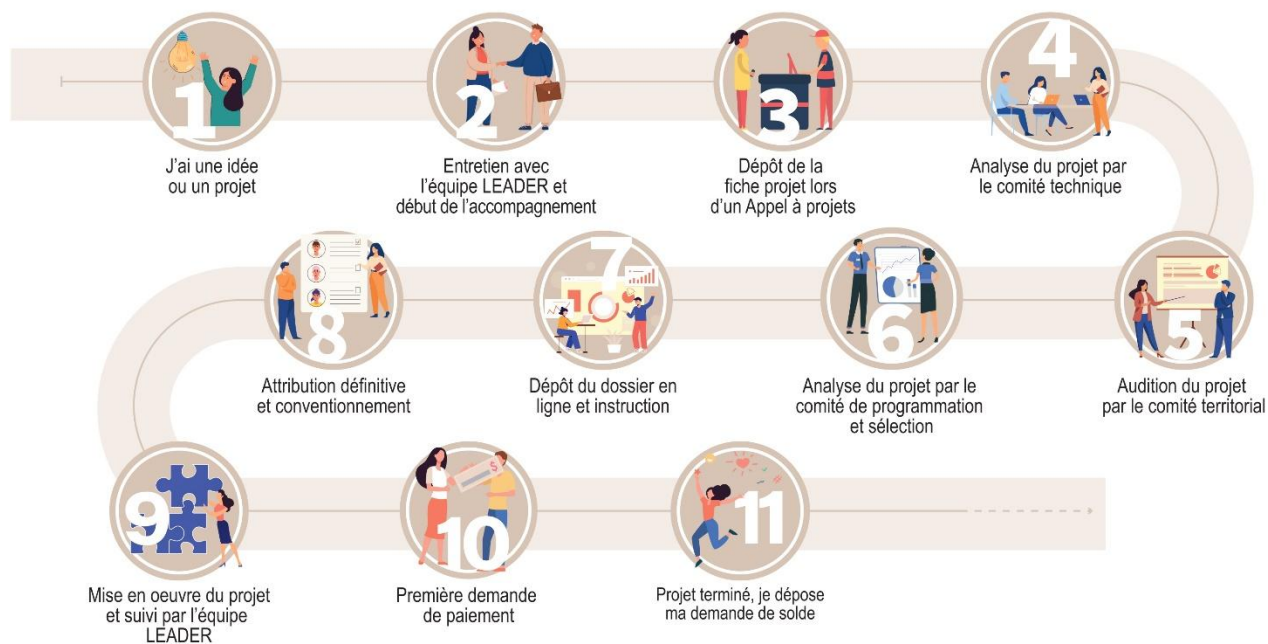 1
J'ai une idée
ou un projet
2
Entretien avec
l'équipe LEADER et
début de l'accompagnement
3
Dépôt de la
fiche projet lors
d'un Appel à projets
4
Analyse du projet par
le comité technique
5
Audition du projet
par le comité territorial
6
Analyse du projet par le
comité de programmation
et sélection
7
Dépôt du dossier en
ligne et instruction
8
Attribution définitive
et conventionnement
9
Mise en oeuvre du projet
et suivi par l'équipe
LEADER
$
10
Première demande
de paiement
11
Projet terminé, je dépose
ma demande de solde